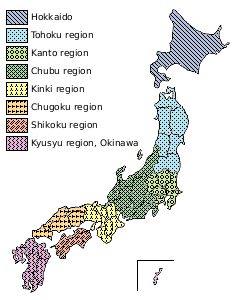 Hokkaido
Tohoku region
Kanto region
Chubu region
Kinki region
Chugoku region
Shikoku region
Kyusyu region, Okinawa